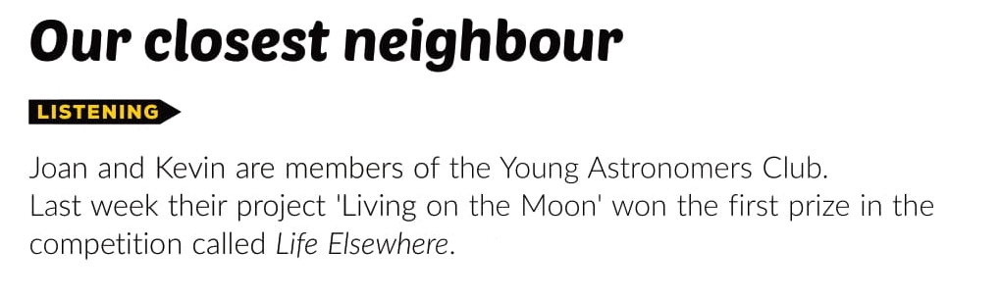 Our closest neighbour
LISTENING
Joan and Kevin are members of the Young Astronomers Club.
Last week their project 'Living on the Moon' won the first prize in the
competition called Life Elsewhere.